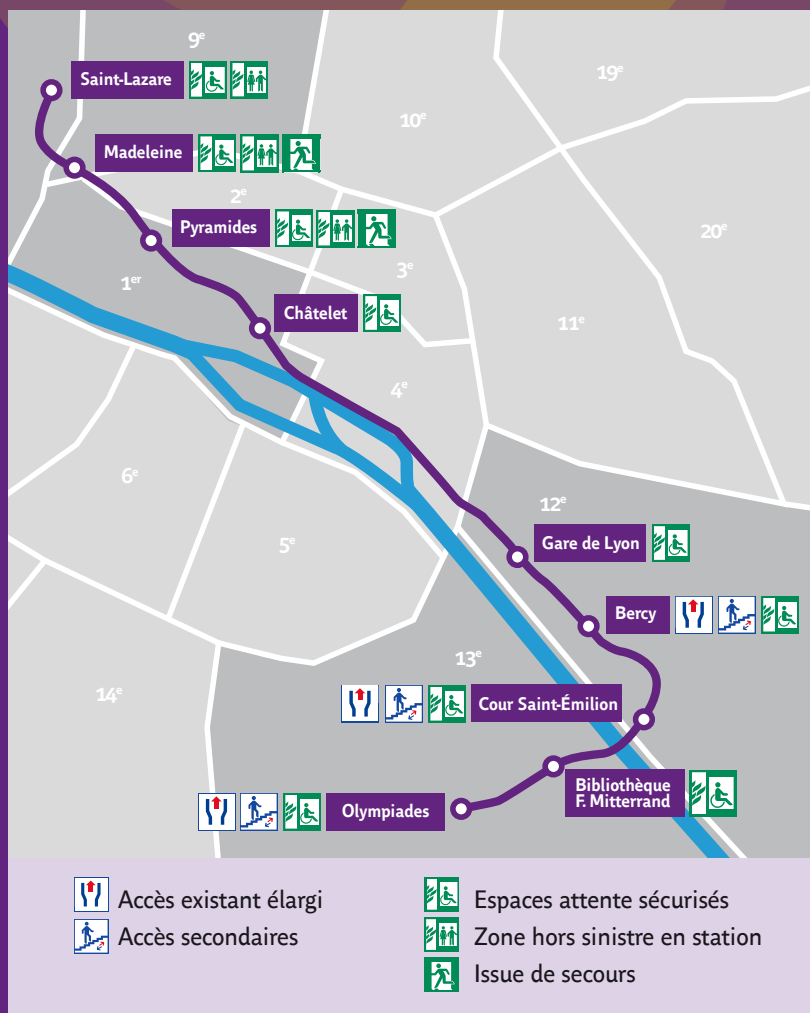 9e
19e
Saint-Lazare
10e
Madeleine
2e
Pyramides
20e
3e
1er
Châtelet
11e
4e
6e
12e
5e
Gare de Lyon
Bercy
13e
14e
Cour Saint-Émilion
Bibliothèque
F. Mitterrand
Olympiades
Accès existant élargi
Accès secondaires
Espaces attente sécurisés
Zone hors sinistre en station
Issue de secours